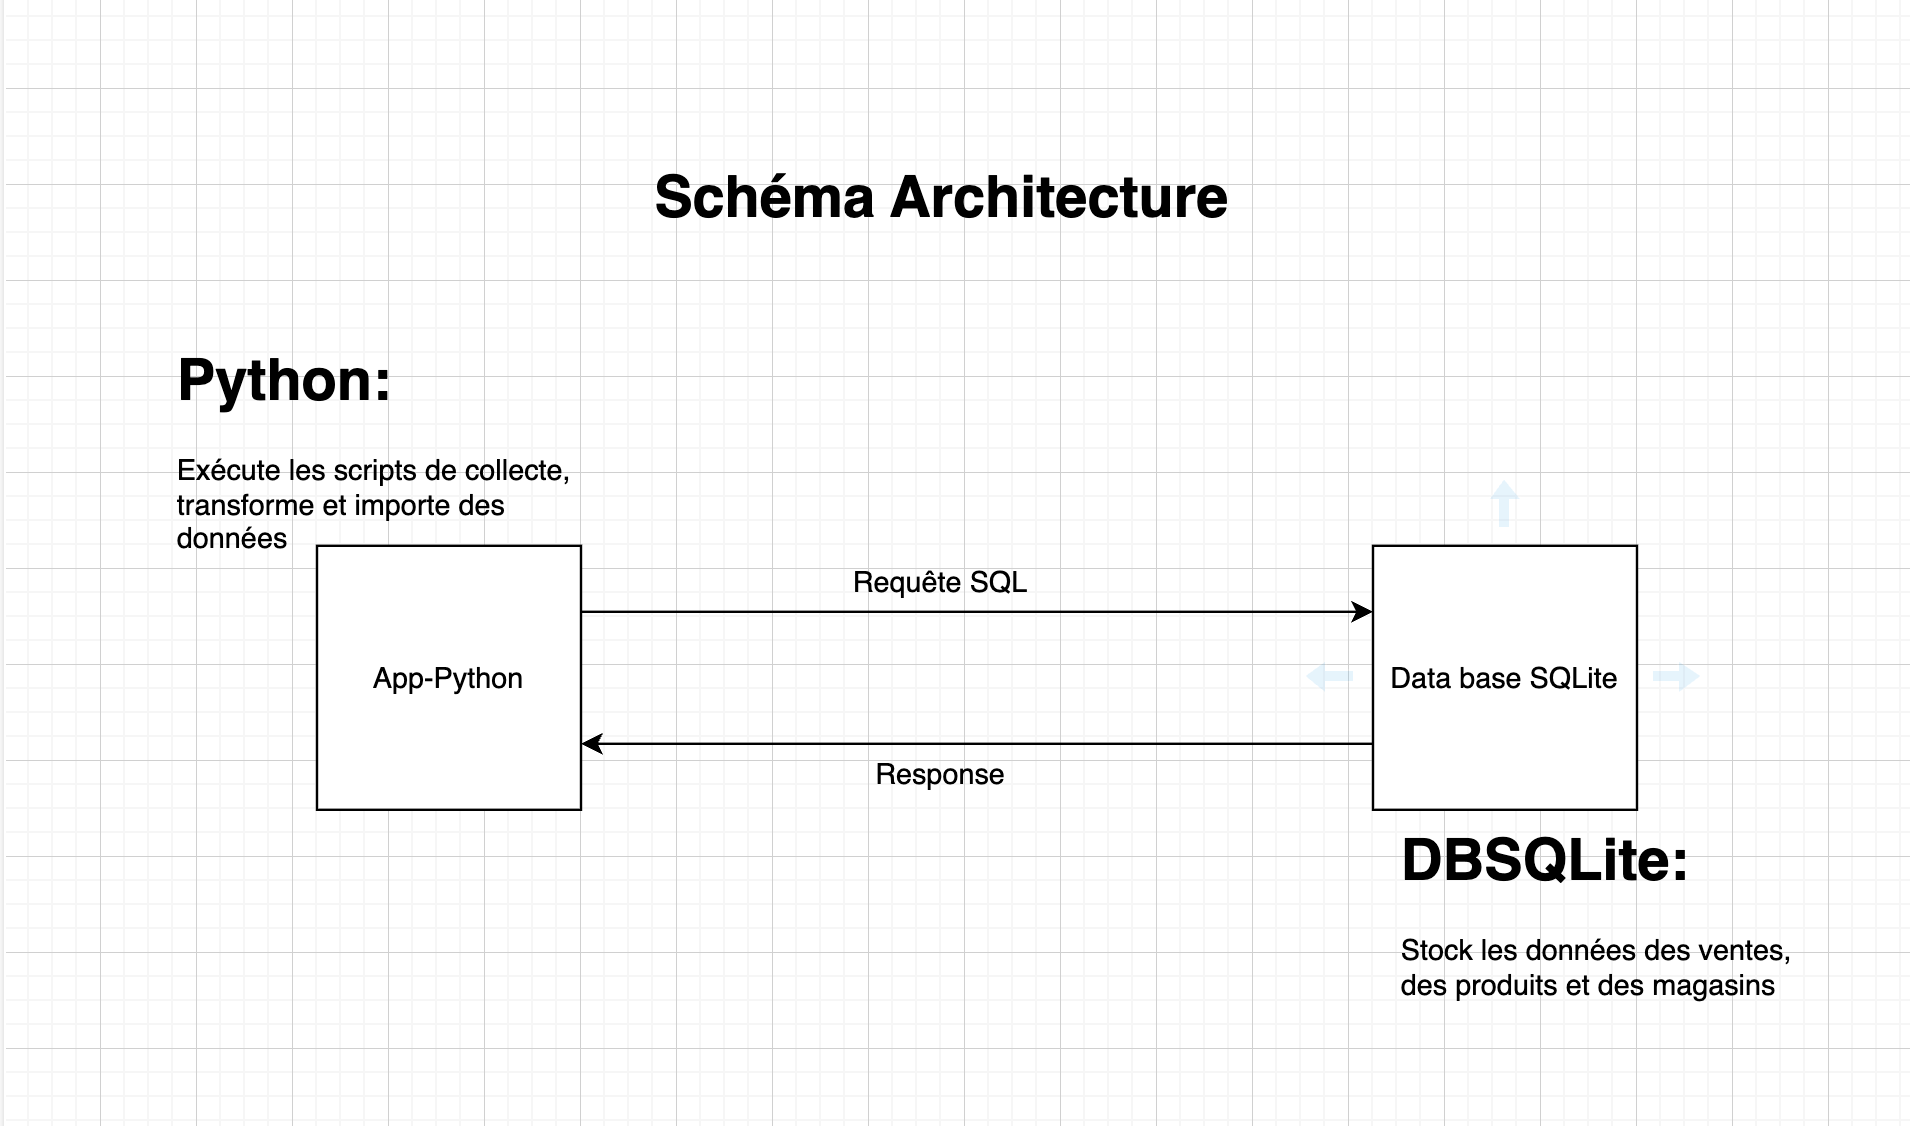 Schéma Architecture
Python:
Exécute les scripts de collecte,
transforme et importe des
données
Requête SQL
App-Python
Data base SQLite
Response
DBSQLite:
Stock les données des ventes,
des produits et des magasins